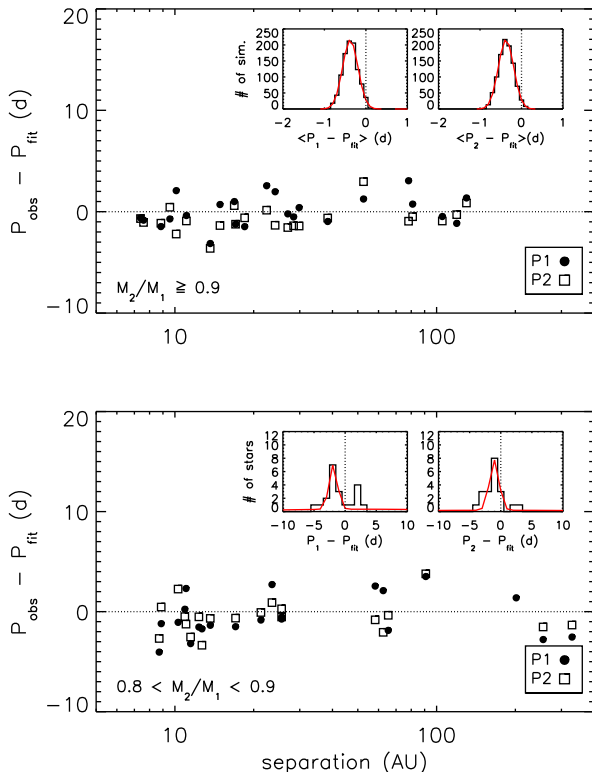 20
10
0
−10
P_obs − P_fit (d)
250
200
150
100
50
0
# of sim.
−2 −1 0 1
<P_1 − P_fit> (d)
250
200
150
100
50
0
−2 −1 0 1
<P_2 − P_fit>(d)
M_2/M_1 ≧ 0.9
P1 ●
P2 □
10 100
20
10
0
−10
P_obs − P_fit (d)
12
10
8
6
4
2
0
# of stars
−10 −5 0 5 10
P_1 − P_fit (d)
12
10
8
6
4
2
0
−10 −5 0 5 10
P_2 − P_fit (d)
0.8 < M_2/M_1 < 0.9
P1 ●
P2 □
10 100
separation (AU)